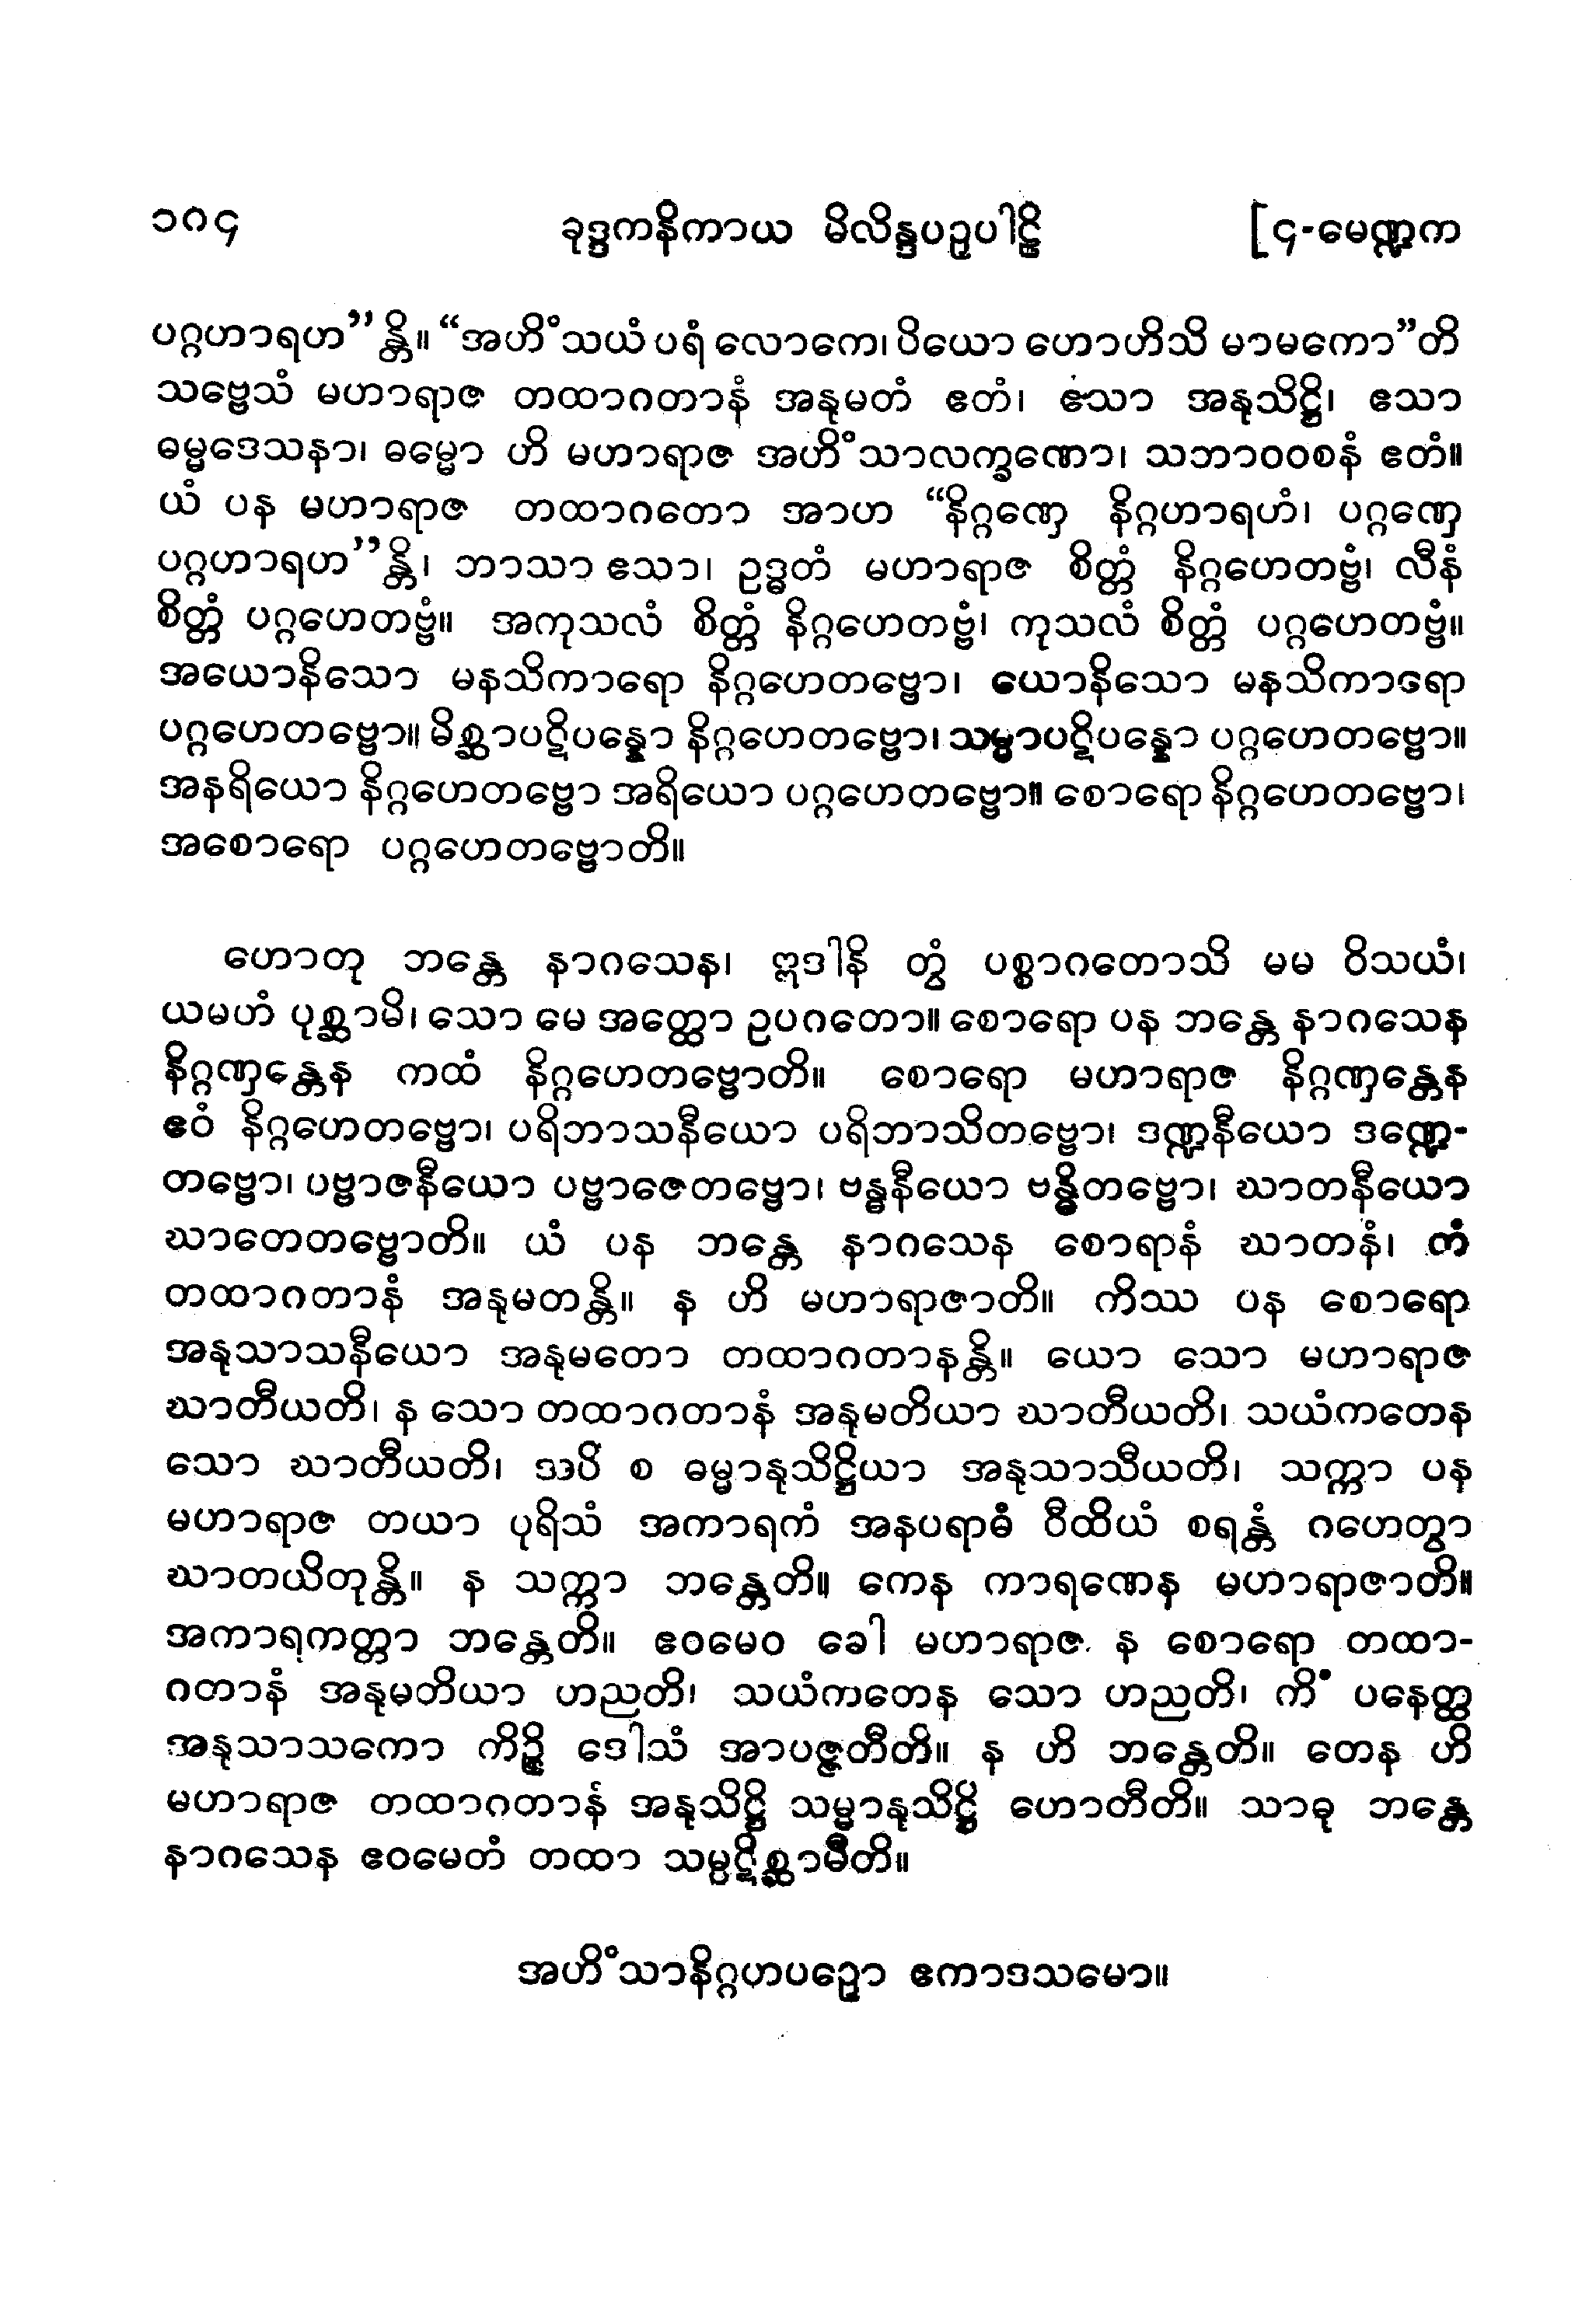 ၁၈၄ ခုဒ္ဒကနိကာယ မိလိန္ဒပဉှပါဠိ [၄-မေဏ္ဍက
ပဂ္ဂဟာရဟ”န္တိ။ “အဟိံသယံ ပရံ လောကေ၊ ပိယော ဟောဟိသိ မာမကော”တိ
သဗ္ဗေသံ မဟာရာဇ တထာဂတာနံ အနုမတံ ဧတံ၊ ဧသာ အနုသိဋ္ဌိ၊ ဧသာ
ဓမ္မဒေသနာ၊ ဓမ္မော ဟိ မဟာရာဇ အဟိံသာလက္ခဏော၊ သဘာဝဝစနံ ဧတံ။
ယံ ပန မဟာရာဇ တထာဂတော အာဟ “နိဂ္ဂဏှေ နိဂ္ဂဟာရဟံ၊ ပဂ္ဂဏှေ
ပဂ္ဂဟာရဟ”န္တိ၊ ဘာသာ ဧသာ၊ ဥဒ္ဓတံ မဟာရာဇ စိတ္တံ နိဂ္ဂဟေတဗ္ဗံ၊ လီနံ
စိတ္တံ ပဂ္ဂဟေတဗ္ဗံ။ အကုသလံ စိတ္တံ နိဂ္ဂဟေတဗ္ဗံ၊ ကုသလံ စိတ္တံ ပဂ္ဂဟေတဗ္ဗံ။
အယောနိသော မနသိကာရော နိဂ္ဂဟေတဗ္ဗော၊ ယောနိသော မနသိကာရော
ပဂ္ဂဟေတဗ္ဗော။ မိစ္ဆာပဋိပန္နော နိဂ္ဂဟေတဗ္ဗော၊ သမ္မာပဋိပန္နော ပဂ္ဂဟေတဗ္ဗော။
အနရိယော နိဂ္ဂဟေတဗ္ဗော အရိယော ပဂ္ဂဟေတဗ္ဗော။ စောရော နိဂ္ဂဟေတဗ္ဗော၊
အစောရော ပဂ္ဂဟေတဗ္ဗောတိ။
ဟောတု ဘန္တေ နာဂသေန၊ ဣဒါနိ တွံ ပစ္စာဂတောသိ မမ ဝိသယံ၊
ယမဟံ ပုစ္ဆာမိ၊ သော မေ အတ္ထော ဥပဂတော။ စောရော ပန ဘန္တေ နာဂသေန
နိဂ္ဂဏှန္တေန ကထံ နိဂ္ဂဟေတဗ္ဗောတိ။ စောရော မဟာရာဇ နိဂ္ဂဏှန္တေန
ဧဝံ နိဂ္ဂဟေတဗ္ဗော၊ ပရိဘာသနီယော ပရိဘာသိတဗ္ဗော၊ ဒဏ္ဍနီယော ဒဏ္ဍေ-
တဗ္ဗော၊ ပဗ္ဗာဇနီယော ပဗ္ဗာဇေတဗ္ဗော၊ ဗန္ဓနီယော ဗန္ဓိတဗ္ဗော၊ ဃာတနီယော
ဃာတေတဗ္ဗောတိ။ ယံ ပန ဘန္တေ နာဂသေန စောရာနံ ဃာတနံ၊ တံ
တထာဂတာနံ အနုမတန္တိ။ န ဟိ မဟာရာဇာတိ။ ကိဿ ပန စောရော
အနုသာသနီယော အနုမတော တထာဂတာနန္တိ။ ယော သော မဟာရာဇ
ဃာတီယတိ၊ န သော တထာဂတာနံ အနုမတိယာ ဃာတီယတိ၊ သယံကတေန
သော ဃာတီယတိ၊ အပိ စ ဓမ္မာနုသိဋ္ဌိယာ အနုသာသီယတိ၊ သက္ကာ ပန
မဟာရာဇ တယာ ပုရိသံ အကာရကံ အနပရာဓံ ဝီထိယံ စရန္တံ ဂဟေတွာ
ဃာတယိတုန္တိ။ န သက္ကာ ဘန္တေတိ။ ကေန ကာရဏေန မဟာရာဇာတိ။
အကာရကတ္တာ ဘန္တေတိ။ ဧဝမေဝ ခေါ မဟာရာဇ န စောရော တထာ-
ဂတာနံ အနုမတိယာ ဟညတိ၊ သယံကတေန သော ဟညတိ၊ ကိံ ပနေတ္ထ
အနုသာသကော ကိဉ္စိ ဒေါသံ အာပဇ္ဇတီတိ။ န ဟိ ဘန္တေတိ။ တေန ဟိ
မဟာရာဇ တထာဂတာနံ အနုသိဋ္ဌိ သမ္မာနုသိဋ္ဌိ ဟောတီတိ။ သာဓု ဘန္တေ
နာဂသေန ဧဝမေတံ တထာ သမ္ပဋိစ္ဆာမီတိ။
အဟိံသာနိဂ္ဂဟပဉှော ဧကာဒသမော။